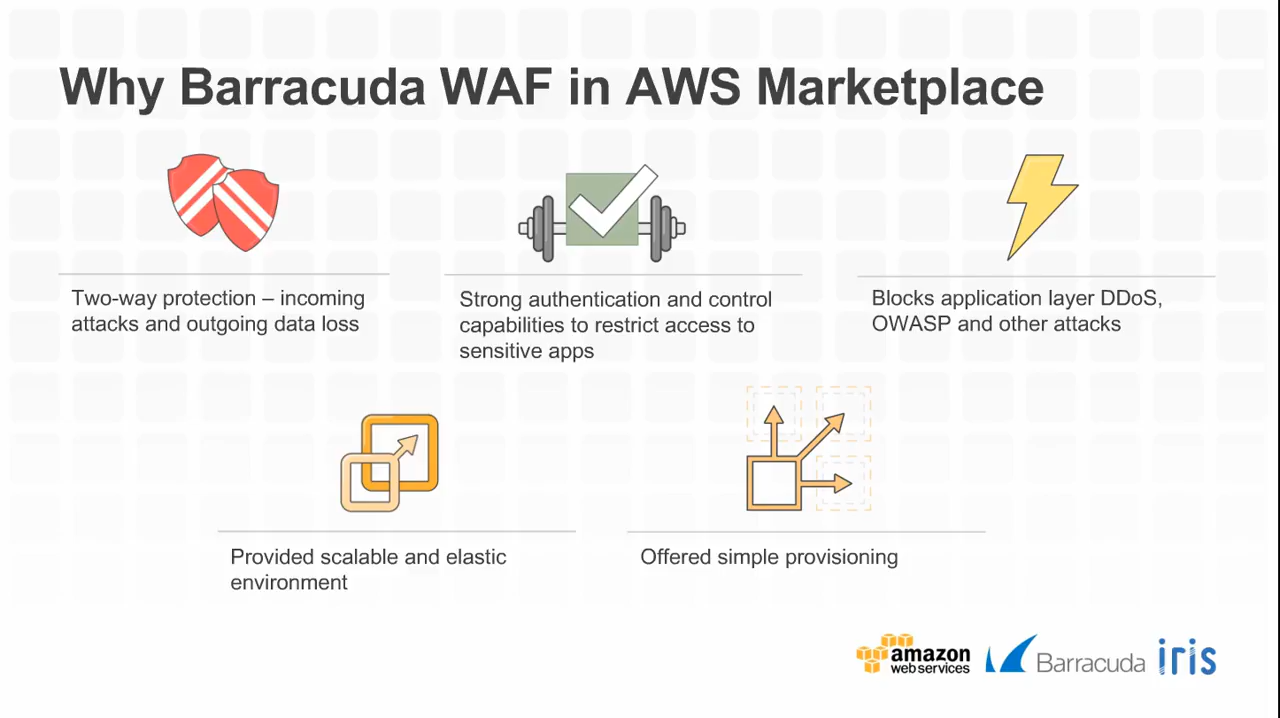 Why Barracuda WAF in AWS Marketplace
Two-way protection – incoming
attacks and outgoing data loss
Strong authentication and control
capabilities to restrict access to
sensitive apps
Blocks application layer DDoS,
OWASP and other attacks
Provided scalable and elastic
environment
Offered simple provisioning
amazon
webservices
Barracuda
iris